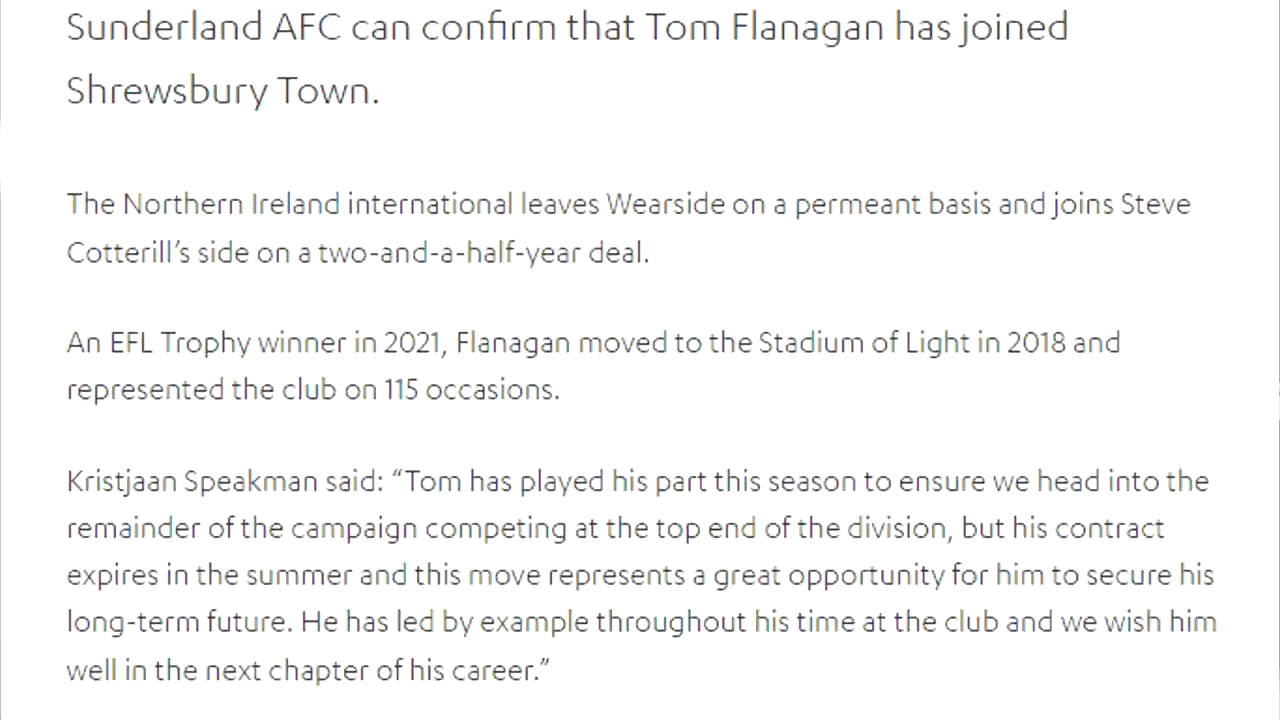 Sunderland AFC can confirm that Tom Flanagan has joined
Shrewsbury Town.
The Northern Ireland international leaves Wearside on a permeant basis and joins Steve
Cotterill’s side on a two-and-a-half-year deal.
An EFL Trophy winner in 2021, Flanagan moved to the Stadium of Light in 2018 and
represented the club on 115 occasions.
Kristjaan Speakman said: “Tom has played his part this season to ensure we head into the
remainder of the campaign competing at the top end of the division, but his contract
expires in the summer and this move represents a great opportunity for him to secure his
long-term future. He has led by example throughout his time at the club and we wish him
well in the next chapter of his career.”